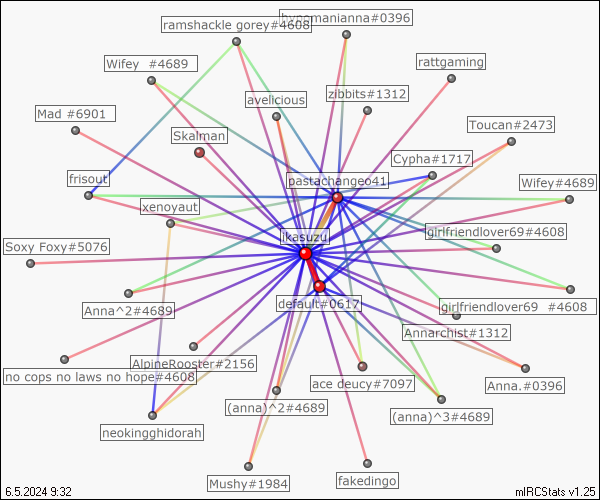 ramshackle gorey#4608
hypomanianna#0396
Wifey  #4689
rattgaming
avelicious
zibbits#1312
Mad #6901
Toucan#2473
Skalman
Cypha#1717
frisout
pastachange641
Wifey#4689
xenoyaut
ikasuzu
girlfriendlover69#4608
Soxy Foxy#5076
default#0617
girlfriendlover69  #4608
Anna^2#4689
Annarchist#1312
AlpineRooster#2156
no cops no laws no hope#4608
ace deucy#7097
Anna.#0396
(anna)^2#4689
(anna)^3#4689
neokingghidorah
Mushy#1984
fakedingo
6.5.2024 9:32
mIRCStats v1.25